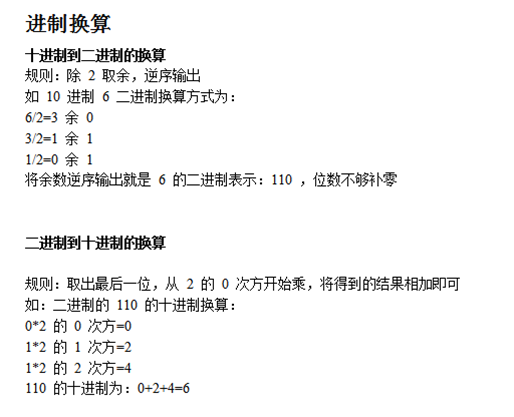 进制换算
十进制到二进制的换算
规则：除 2 取余，逆序输出
如 10 进制 6 二进制换算方式为：
6/2=3 余 0
3/2=1 余 1
1/2=0 余 1
将余数逆序输出就是 6 的二进制表示：110 ，位数不够补零
二进制到十进制的换算
规则：取出最后一位，从 2 的 0 次方开始乘，将得到的结果相加即可
如：二进制的 110 的十进制换算：
0*2 的 0 次方=0
1*2 的 1 次方=2
1*2 的 2 次方=4
110 的十进制为：0+2+4=6